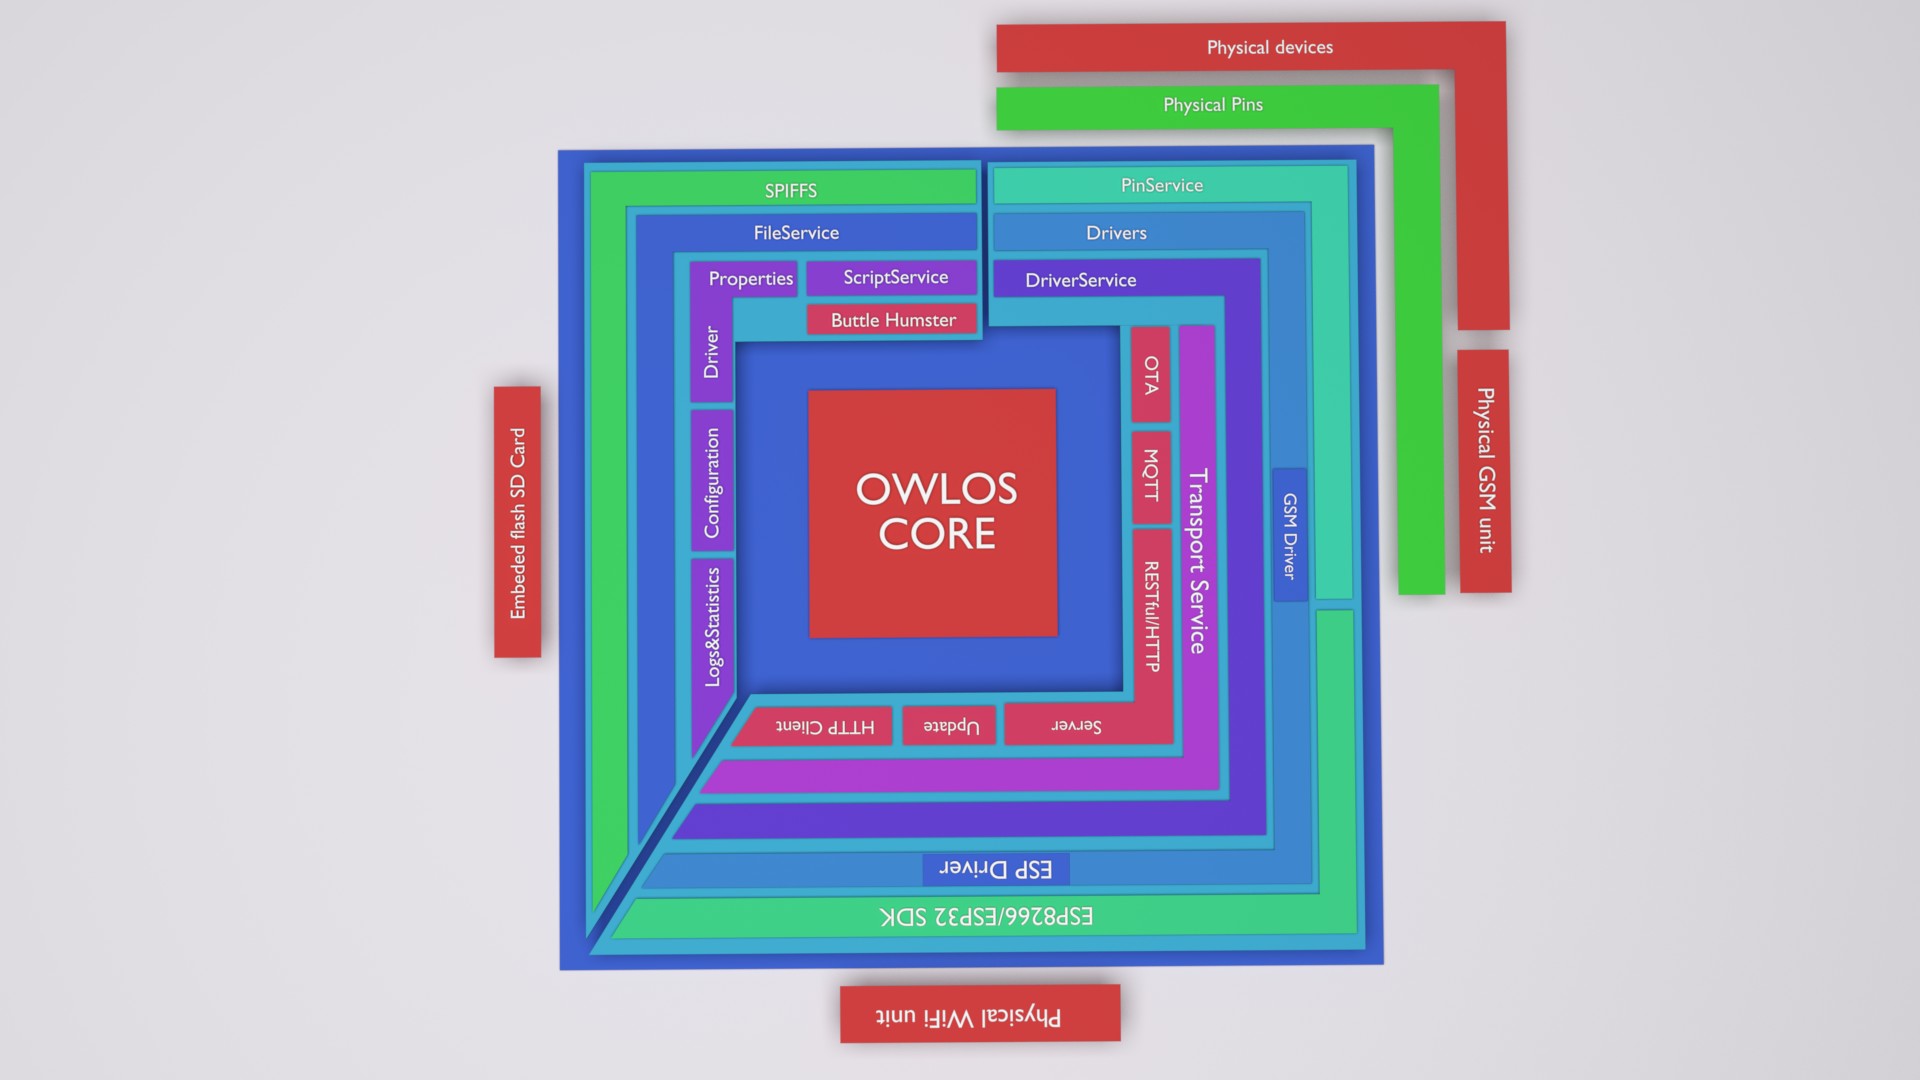 Physical devices
Physical Pins
SPIFFS
PinService
FileService
Drivers
Properties
ScriptService
DriverService
Buttle Humster
Driver
OTA
Configuration
MQTT
Transport Service
GSM Driver
Physical GSM unit
Embeded flash SD Card
OWLOS
CORE
Logs&Statistics
RESTful/HTTP
HTTP Client
Update
Server
ESP Driver
ESP8266/ESP32 SDK
Physical WiFi unit